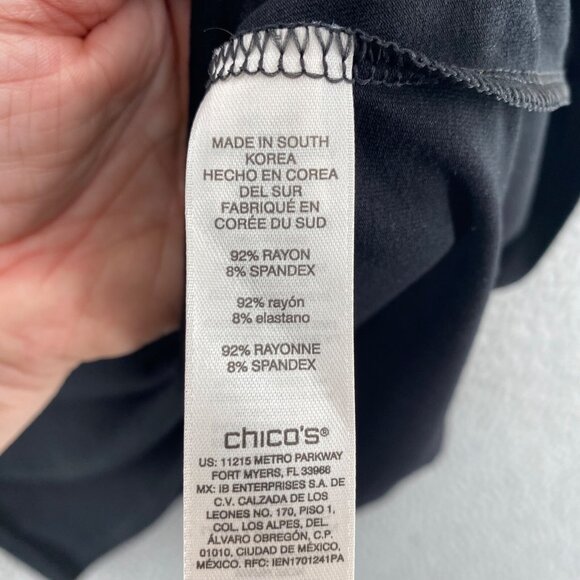 MADE IN SOUTH
KOREA
HECHO EN COREA
DEL SUR
FABRIQUÉ EN
CORÉE DU SUD
92% RAYON
8% SPANDEX
92% rayón
8% elastano
92% RAYONNE
8% SPANDEX
chico's®
US: 11215 METRO PARKWAY
FORT MYERS, FL 33966
MX: IB ENTERPRISES S.A. DE
C.V. CALZADA DE LOS
LEONES NO. 170, PISO 1,
COL. LOS ALPES, DEL.
ÁLVARO OBREGÓN, C.P.
01010, CIUDAD DE MÉXICO,
MÉXICO. RFC: IEN1701241PA